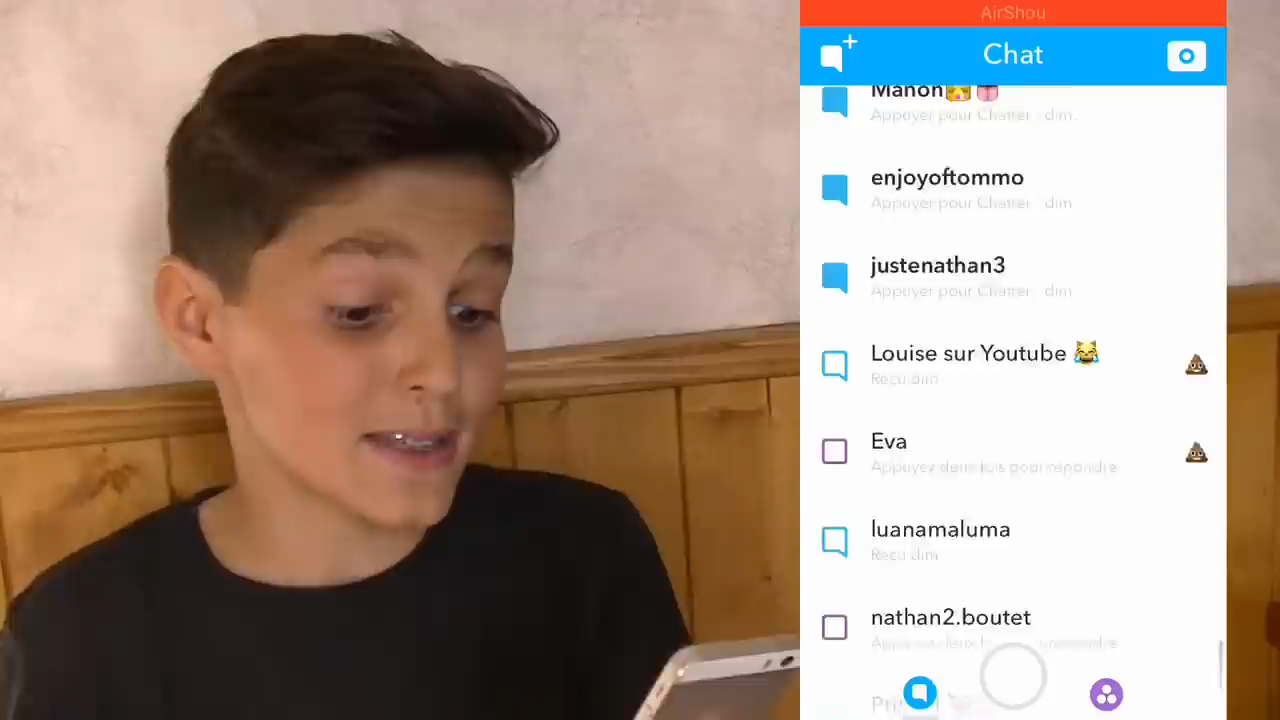 AirShou
Chat
Manon
Appuyer pour Chatter - dim.
enjoyoftommo
Appuyer pour Chatter - dim
justenathan3
Appuyer pour Chatter - dim
Louise sur Youtube 😹
Reçu dim
Eva
Appuyez deux fois pour répondre
luanamaluma
Reçu dim
nathan2.boutet
répondre